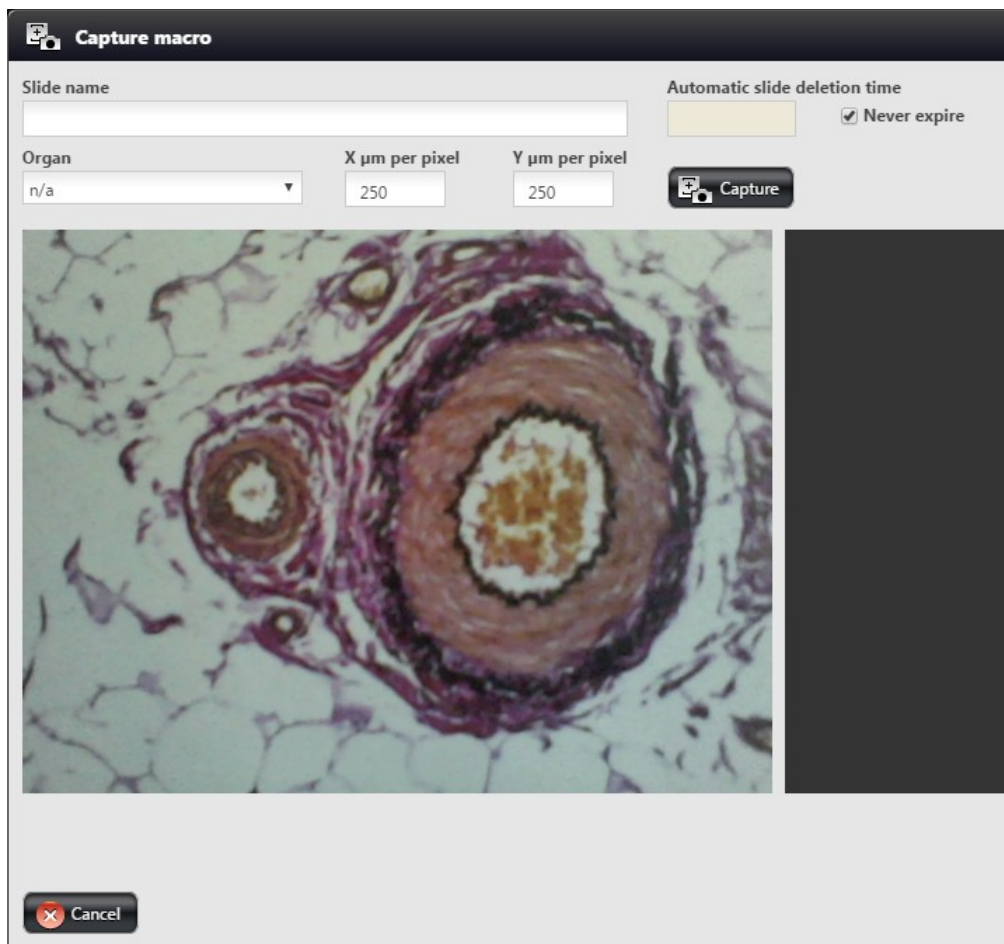 Capture macro
Slide name
Automatic slide deletion time
Never expire
Organ
X µm per pixel
Y µm per pixel
n/a
250
250
Capture
Cancel